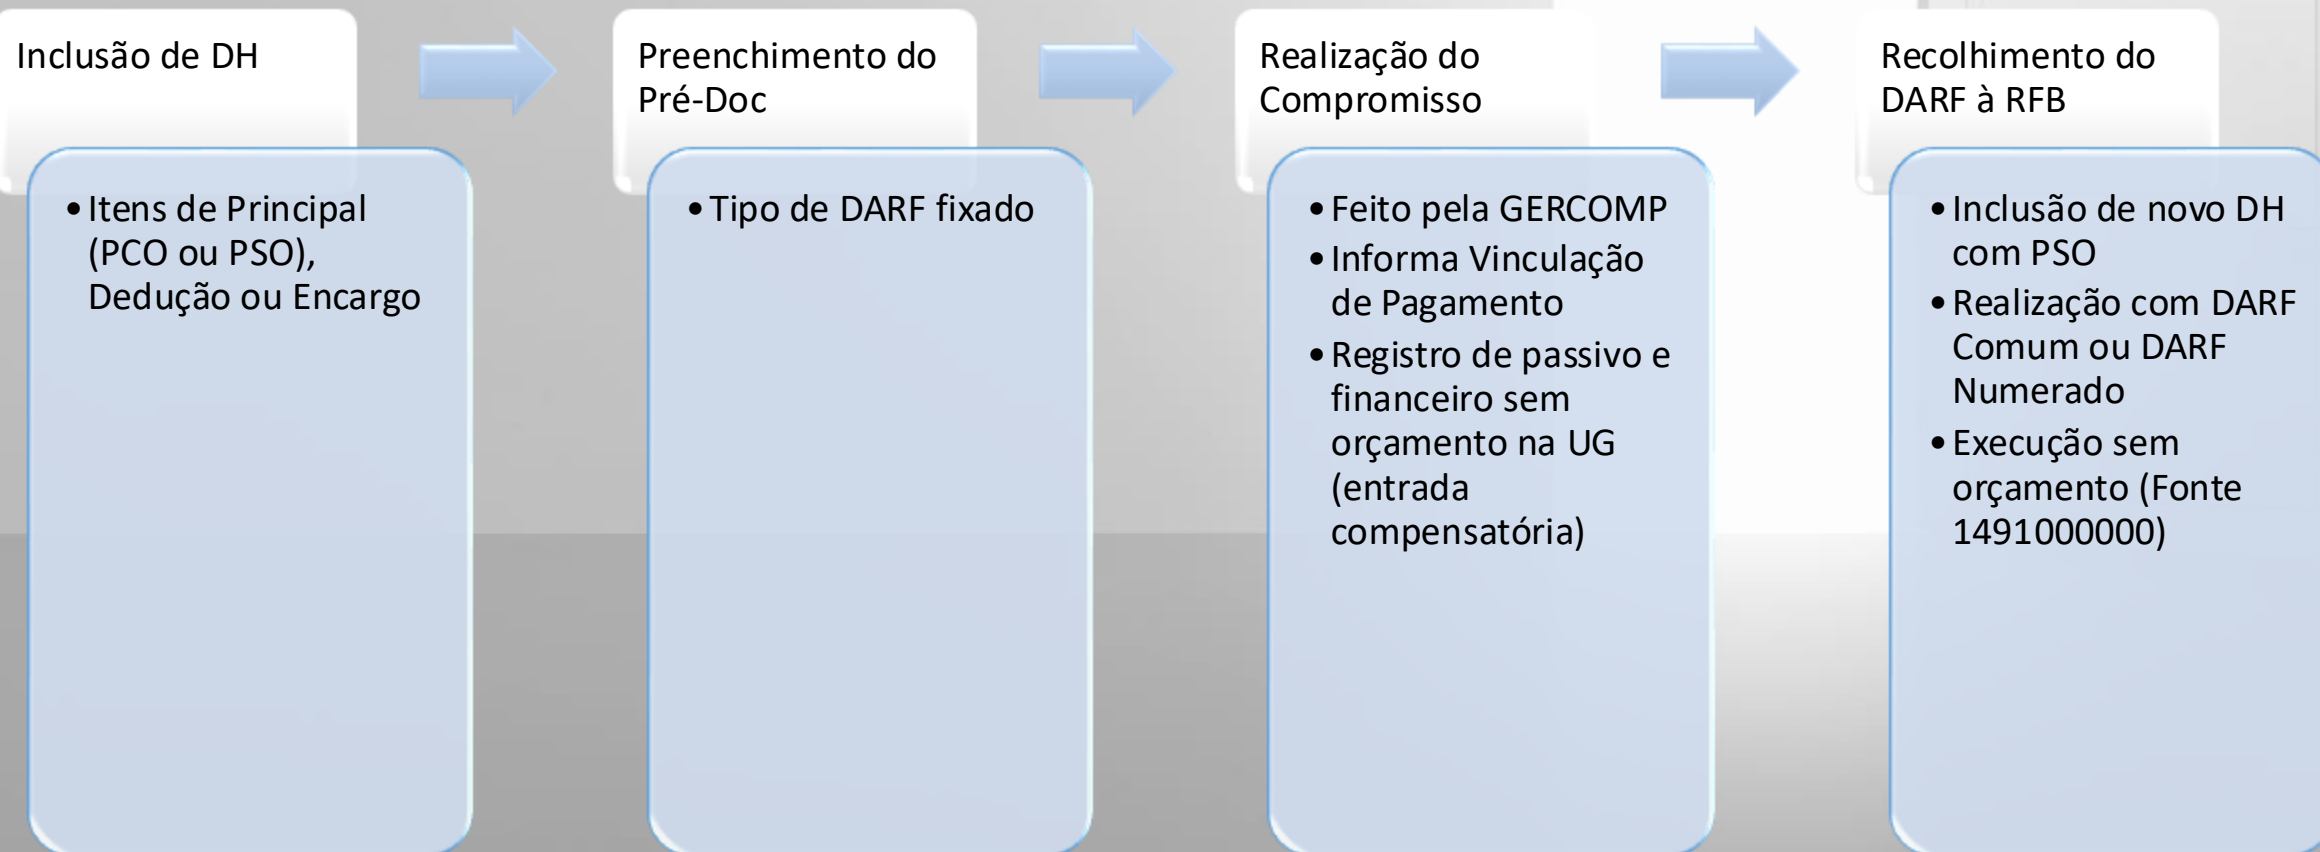 Inclusão de DH
• Itens de Principal
(PCO ou PSO),
Dedução ou Encargo
Preenchimento do
Pré-Doc
• Tipo de DARF fixado
Realização do
Compromisso
• Feito pela GERCOMP
• Informa Vinculação
de Pagamento
• Registro de passivo e
financeiro sem
orçamento na UG
(entrada
compensatória)
Recolhimento do
DARF à RFB
• Inclusão de novo DH
com PSO
• Realização com DARF
Comum ou DARF
Numerado
• Execução sem
orçamento (Fonte
1491000000)